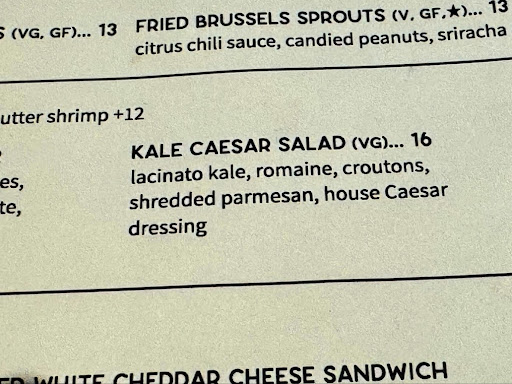 S (VG, GF)... 13 FRIED BRUSSELS SPROUTS (V, GF,★)... 13
citrus chili sauce, candied peanuts, sriracha
utter shrimp +12
KALE CAESAR SALAD (VG)... 16
es, lacinato kale, romaine, croutons,
te, shredded parmesan, house Caesar
dressing
WHITE CHEDDAR CHEESE SANDWICH